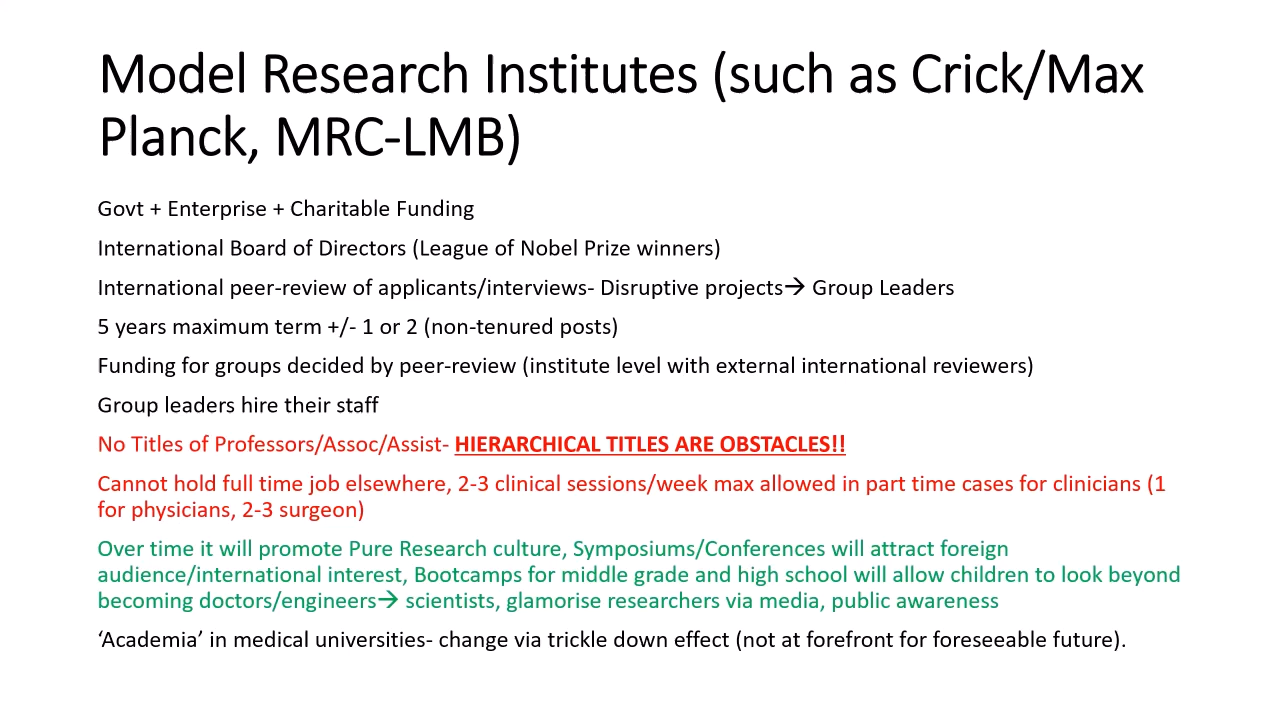 Model Research Institutes (such as Crick/Max
Planck, MRC-LMB)
Govt + Enterprise + Charitable Funding
International Board of Directors (League of Nobel Prize winners)
International peer-review of applicants/interviews- Disruptive projects→ Group Leaders
5 years maximum term +/- 1 or 2 (non-tenured posts)
Funding for groups decided by peer-review (institute level with external international reviewers)
Group leaders hire their staff
No Titles of Professors/Assoc/Assist- HIERARCHICAL TITLES ARE OBSTACLES!!
Cannot hold full time job elsewhere, 2-3 clinical sessions/week max allowed in part time cases for clinicians (1
for physicians, 2-3 surgeon)
Over time it will promote Pure Research culture, Symposiums/Conferences will attract foreign
audience/international interest, Bootcamps for middle grade and high school will allow children to look beyond
becoming doctors/engineers→ scientists, glamorise researchers via media, public awareness
‘Academia’ in medical universities- change via trickle down effect (not at forefront for foreseeable future).